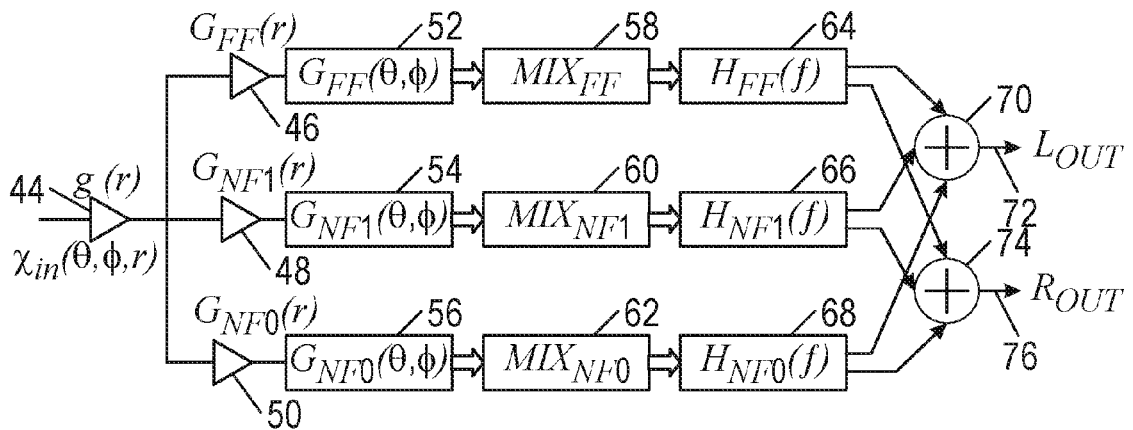 G_FF(r) 52 58 64
G_FF(θ,ϕ) MIX_FF H_FF(f)
46 70
L_OUT
G_NF1(r) 54 60 66
44 g(r) 72
G_NF1(θ,ϕ) MIX_NF1 H_NF1(f)
χ_in(θ,ϕ,r) 48 74
G_NF0(r) 56 62 68 R_OUT
76
G_NF0(θ,ϕ) MIX_NF0 H_NF0(f)
50